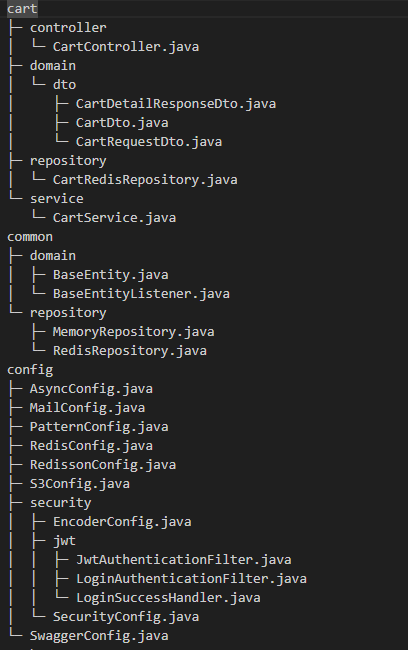 cart
├─ controller
│  └─ CartController.java
├─ domain
│  └─ dto
│     ├─ CartDetailResponseDto.java
│     ├─ CartDto.java
│     └─ CartRequestDto.java
├─ repository
│  └─ CartRedisRepository.java
└─ service
   └─ CartService.java
common
├─ domain
│  ├─ BaseEntity.java
│  └─ BaseEntityListener.java
└─ repository
   ├─ MemoryRepository.java
   └─ RedisRepository.java
config
├─ AsyncConfig.java
├─ MailConfig.java
├─ PatternConfig.java
├─ RedisConfig.java
├─ RedissonConfig.java
├─ S3Config.java
├─ security
│  ├─ EncoderConfig.java
│  ├─ jwt
│  │  ├─ JwtAuthenticationFilter.java
│  │  ├─ LoginAuthenticationFilter.java
│  │  └─ LoginSuccessHandler.java
│  └─ SecurityConfig.java
└─ SwaggerConfig.java